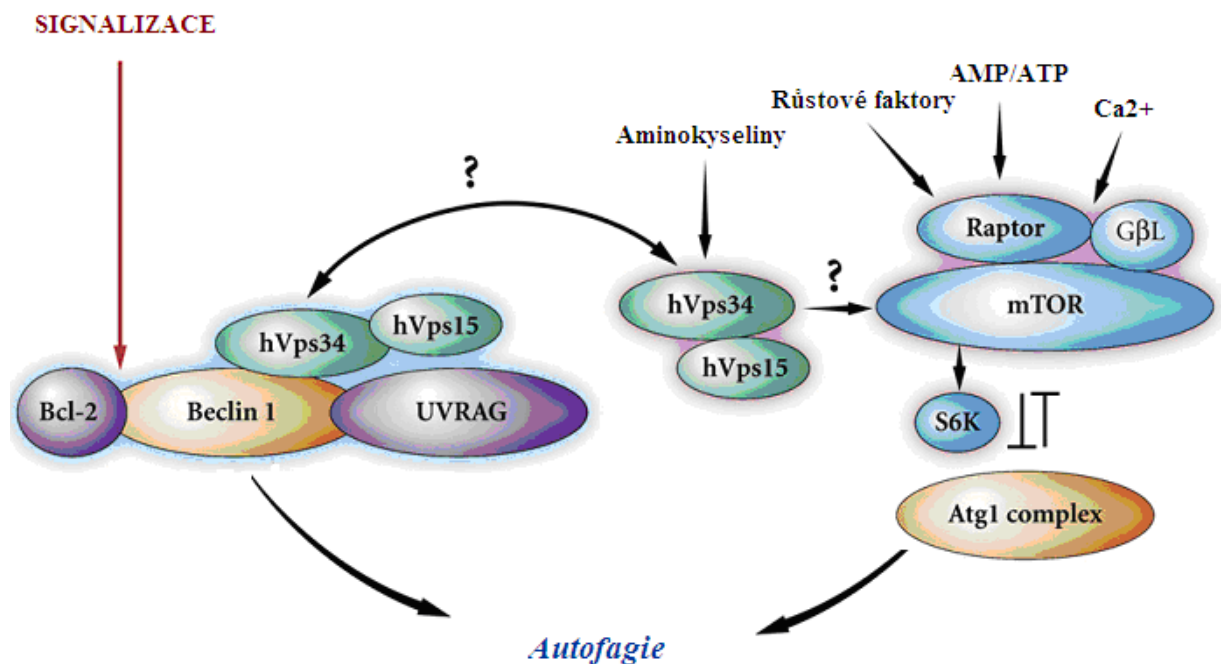 SIGNALIZACE
AMP/ATP
Růstové faktory
Ca2+
Aminokyseliny
?
Raptor
GβL
hVps34
?
mTOR
hVps15
hVps34
hVps15
Bcl-2
Beclin 1
UVRAG
S6K
Atg1 complex
Autofagie